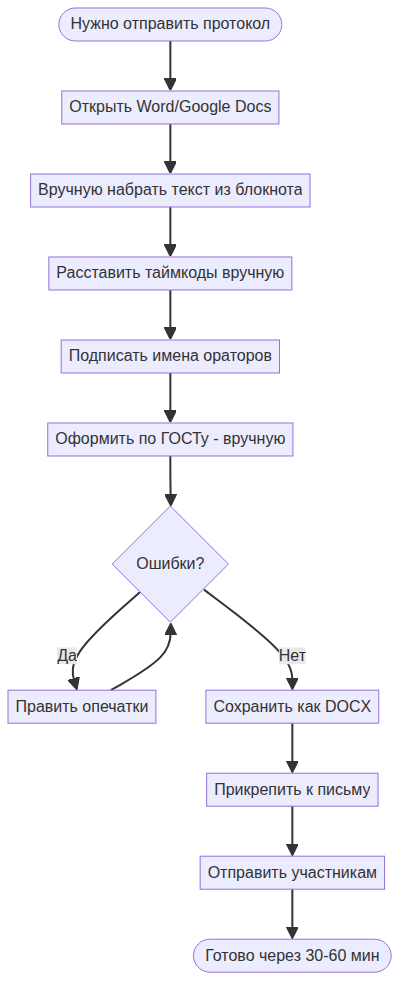 Нужно отправить протокол
Открыть Word/Google Docs
Вручную набрать текст из блокнота
Расставить таймкоды вручную
Подписать имена ораторов
Оформить по ГОСТу - вручную
Ошибки?
Да
Нет
Править опечатки
Сохранить как DOCX
Прикрепить к письму
Отправить участникам
Готово через 30-60 мин